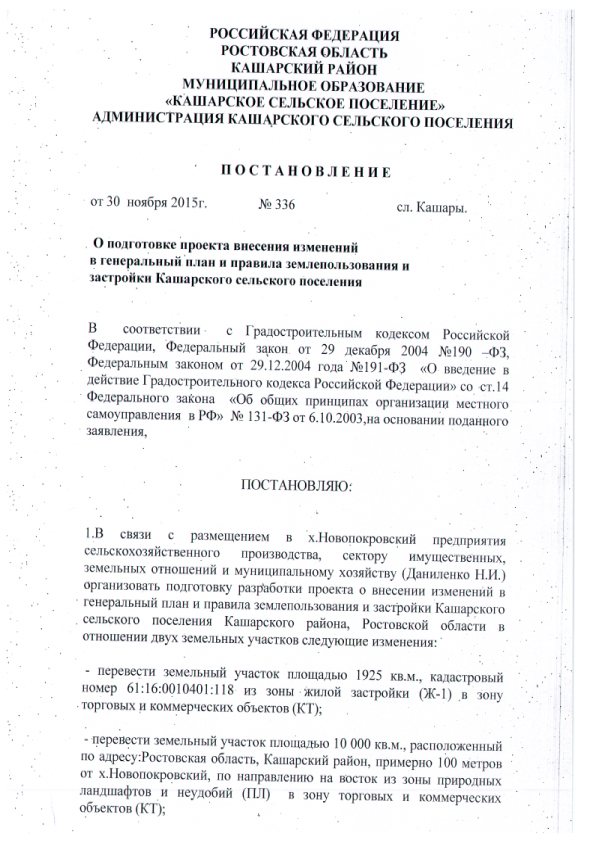 РОССИЙСКАЯ ФЕДЕРАЦИЯ
РОСТОВСКАЯ ОБЛАСТЬ
КАШАРСКИЙ РАЙОН
МУНИЦИПАЛЬНОЕ ОБРАЗОВАНИЕ
«КАШАРСКОЕ СЕЛЬСКОЕ ПОСЕЛЕНИЕ»
АДМИНИСТРАЦИЯ КАШАРСКОГО СЕЛЬСКОГО ПОСЕЛЕНИЯ
П О С Т А Н О В Л Е Н И Е
от 30 ноября 2015г. № 336 сл. Кашары.
О подготовке проекта внесения изменений
в генеральный план и правила землепользования и
застройки Кашарского сельского поселения
В соответствии с Градостроительным кодексом Российской
Федерации, Федеральный закон от 29 декабря 2004 №190 –ФЗ,
Федеральным законом от 29.12.2004 года №191-ФЗ «О введение в
действие Градостроительного кодекса Российской Федерации» со ст.14
Федерального закона «Об общих принципах организации местного
самоуправления в РФ» № 131-ФЗ от 6.10.2003,на основании поданного
заявления,
ПОСТАНОВЛЯЮ:
1.В связи с размещением в х.Новопокровский предприятия
сельскохозяйственного производства, сектору имущественных,
земельных отношений и муниципальному хозяйству (Даниленко Н.И.)
организовать подготовку разработки проекта о внесении изменений в
генеральный план и правила землепользования и застройки Кашарского
сельского поселения Кашарского района, Ростовской области в
отношении двух земельных участков следующие изменения:
- перевести земельный участок площадью 1925 кв.м., кадастровый
номер 61:16:0010401:118 из зоны жилой застройки (Ж-1) в зону
торговых и коммерческих объектов (КТ);
- перевести земельный участок площадью 10 000 кв.м., расположенный
по адресу:Ростовская область, Кашарский район, примерно 100 метров
от х.Новопокровский, по направлению на восток из зоны природных
ландшафтов и неудобий (ПЛ) в зону торговых и коммерческих
объектов (КТ);